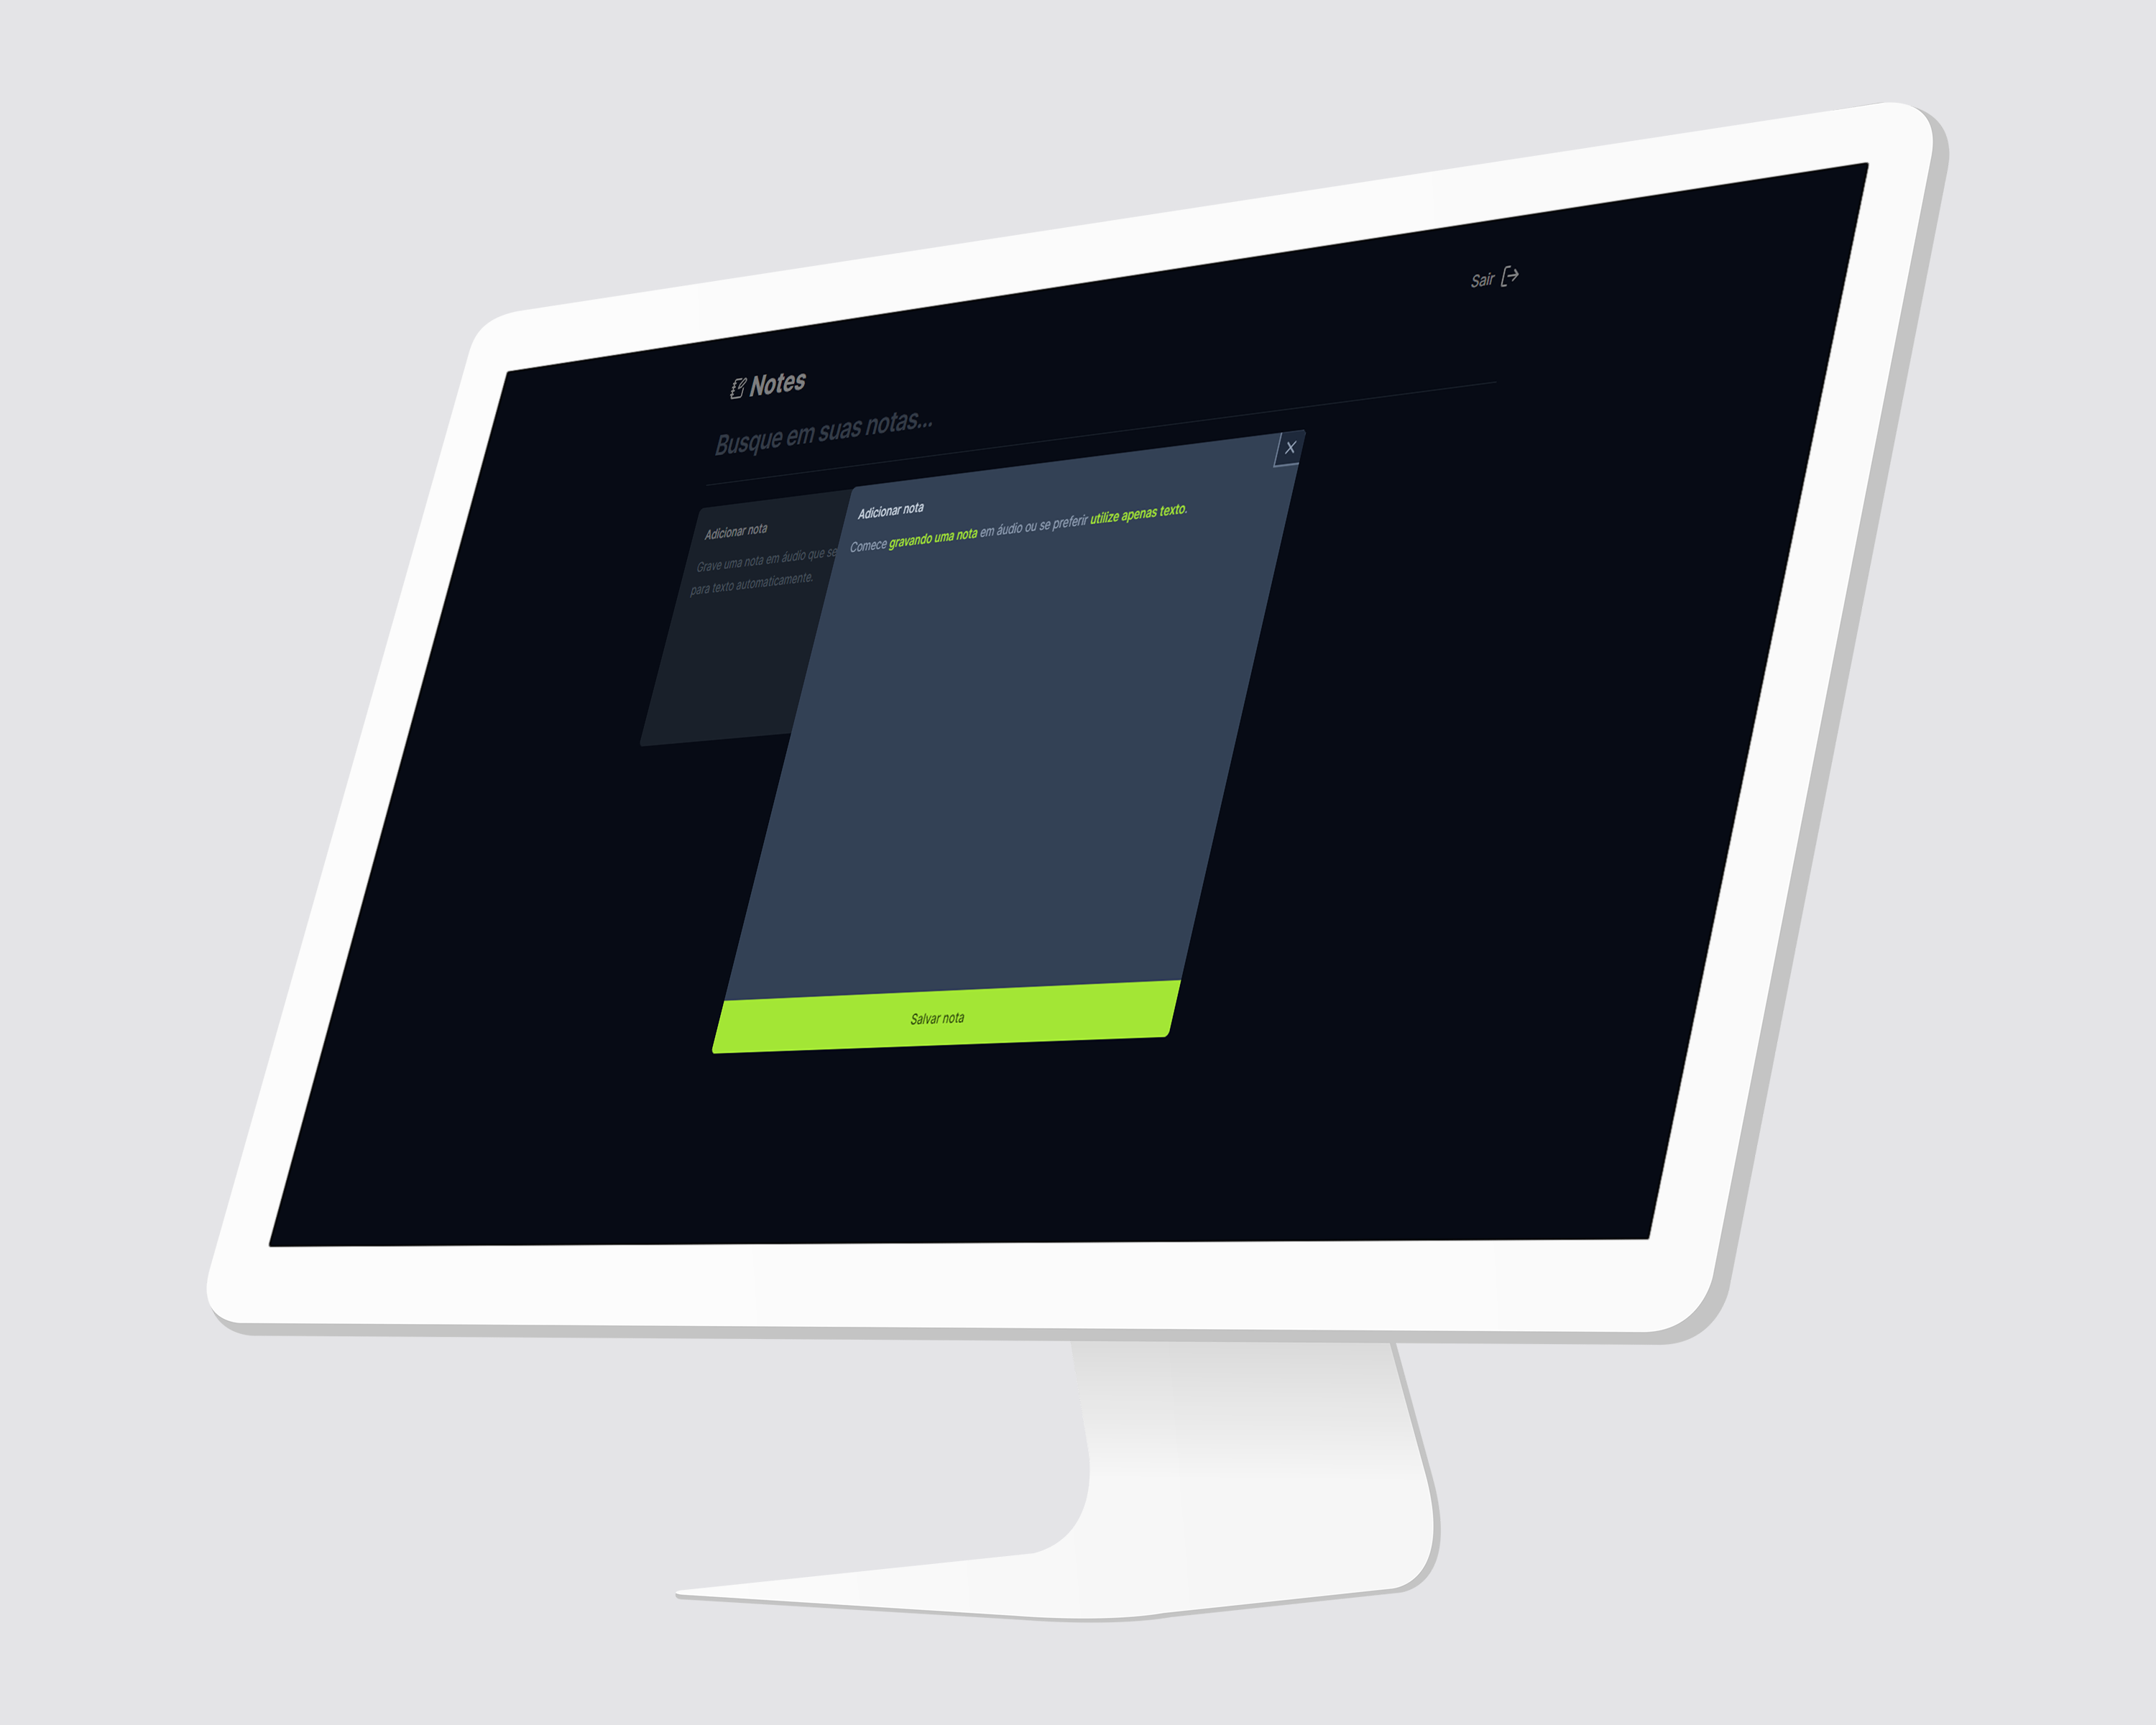 Sair
Notes
Busque em suas notas...
Adicionar nota
Grave uma nota em áudio que se
para texto automaticamente.
Adicionar nota
Comece gravando uma nota em áudio ou se preferir utilize apenas texto.
Salvar nota